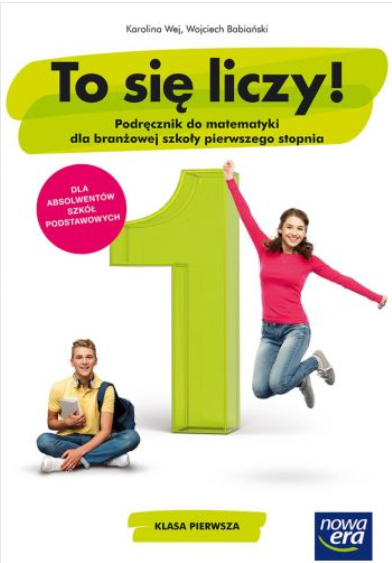 Karolina Wej, Wojciech Babiański
To się liczy!
Podręcznik do matematyki
dla branżowej szkoły pierwszego stopnia
DLA
ABSOLWENTÓW
SZKÓŁ
PODSTAWOWYCH
1
KLASA PIERWSZA
nowa
era